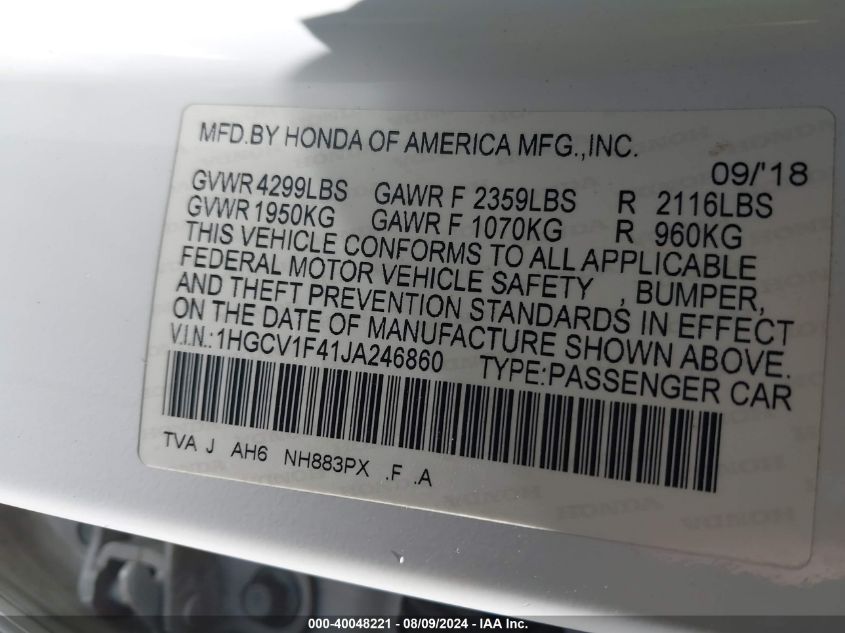 MFD.BY HONDA OF AMERICA MFG.,INC.
09/'18
GVWR 4299LBS GAWR F 2359LBS R 2116LBS
GVWR 1950KG GAWR F 1070KG R 960KG
THIS VEHICLE CONFORMS TO ALL APPLICABLE
FEDERAL MOTOR VEHICLE SAFETY , BUMPER,
AND THEFT PREVENTION STANDARDS IN EFFECT
ON THE DATE OF MANUFACTURE SHOWN ABOVE.
V.I.N.:1HGCV1F41JA246860 TYPE:PASSENGER CAR
TVA J AH6 NH883PX .F .A
HONDA
000-40048221 - 08/09/2024 - IAA Inc.